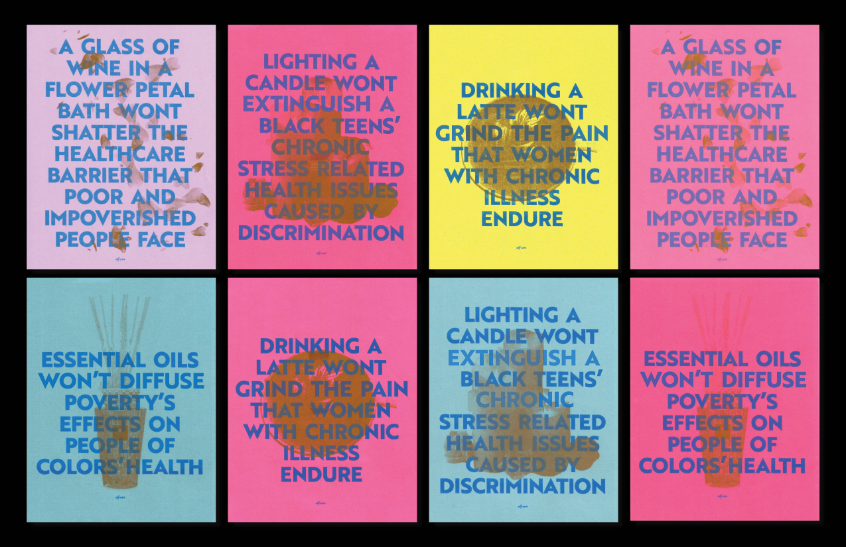 A GLASS OF
WINE IN A
FLOWER PETAL
BATH WONT
SHATTER THE
HEALTHCARE
BARRIER THAT
POOR AND
IMPOVERISHED
PEOPLE FACE
LIGHTING A
CANDLE WONT
EXTINGUISH A
BLACK TEENS'
CHRONIC
STRESS RELATED
HEALTH ISSUES
CAUSED BY
DISCRIMINATION
DRINKING A
LATTE WONT
GRIND THE PAIN
THAT WOMEN
WITH CHRONIC
ILLNESS
ENDURE
A GLASS OF
WINE IN A
FLOWER PETAL
BATH WONT
SHATTER THE
HEALTHCARE
BARRIER THAT
POOR AND
IMPOVERISHED
PEOPLE FACE
ESSENTIAL OILS
WON'T DIFFUSE
POVERTY'S
EFFECTS ON
PEOPLE OF
COLORS' HEALTH
DRINKING A
LATTE WONT
GRIND THE PAIN
THAT WOMEN
WITH CHRONIC
ILLNESS
ENDURE
LIGHTING A
CANDLE WONT
EXTINGUISH A
BLACK TEENS'
CHRONIC
STRESS RELATED
HEALTH ISSUES
CAUSED BY
DISCRIMINATION
ESSENTIAL OILS
WON'T DIFFUSE
POVERTY'S
EFFECTS ON
PEOPLE OF
COLORS' HEALTH